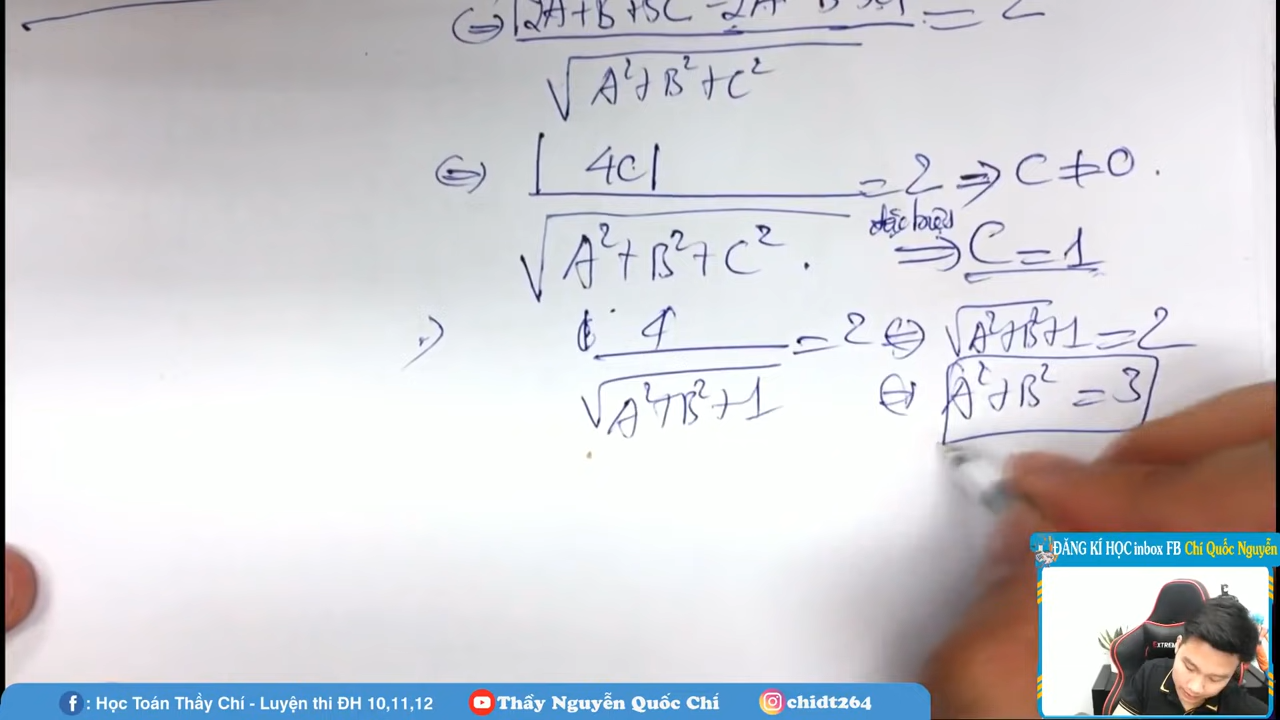 ⇔ |2A+B+5C-2A-B-C| = 2
√A²+B²+C²
⇔ |4C| = 2 ⇒ C ≠ 0.
√A²+B²+C². đặc biệt ⇒ C = 1
·) 4 = 2 ⇔ √A²+B²+1 = 2
√A²+B²+1 ⇔ A²+B² = 3
ĐĂNG KÍ HỌC inbox FB Chí Quốc Nguyễn
EXTREME
: Học Toán Thầy Chí - Luyện thi ĐH 10,11,12 Thầy Nguyễn Quốc Chí chidt264